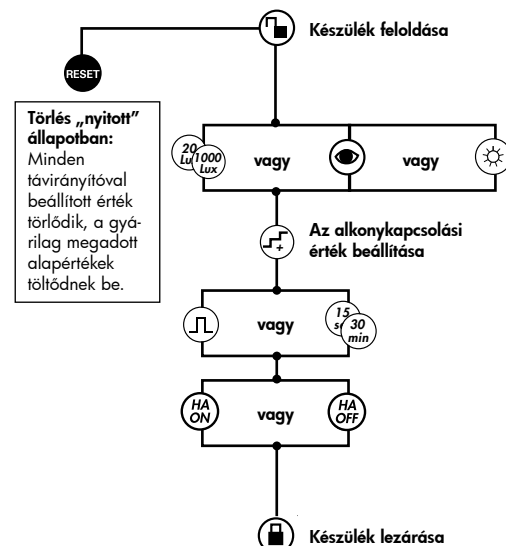 Készülék feloldása
RESET
Törlés „nyitott”
állapotban:
Minden
távirányítóval
beállított érték
törlődik, a gyá-
rilag megadott
alapértékek
töltődnek be.
20
Lux
1000
Lux
vagy
vagy
Az alkonykapcsolási
érték beállítása
vagy
15
30
min
HA
ON
vagy
HA
OFF
Készülék lezárása